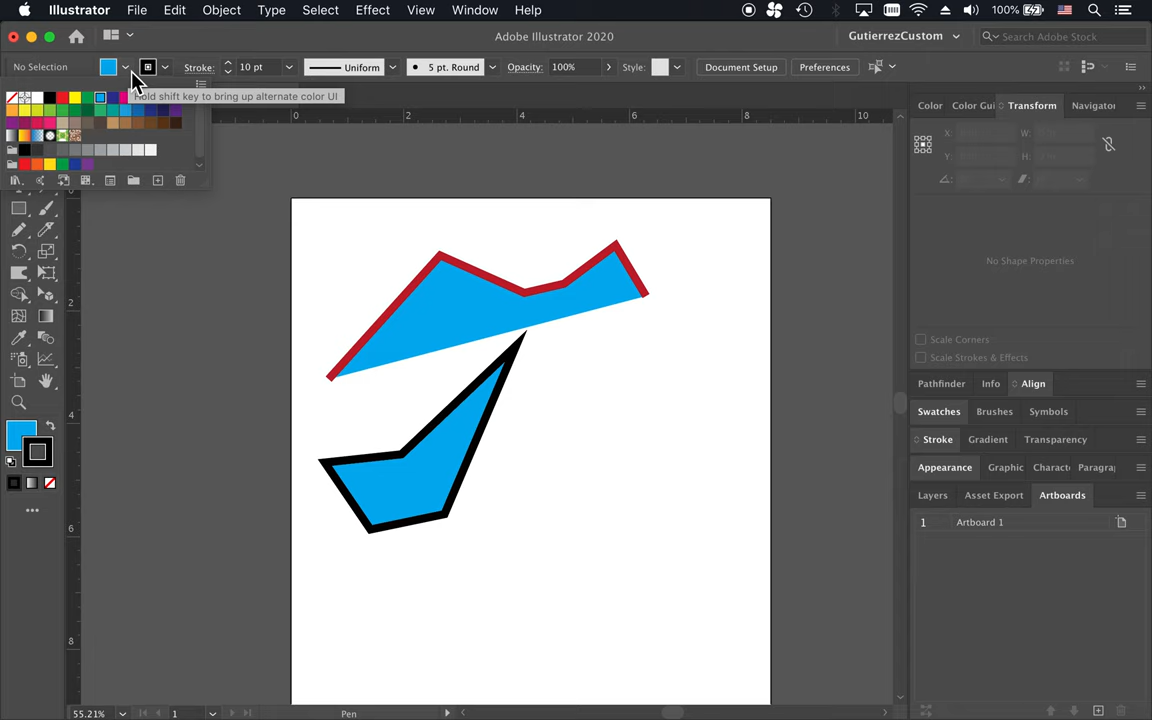 Illustrator File Edit Object Type Select Effect View Window Help 100%
Adobe Illustrator 2020 GutierrezCustom Search Adobe Stock
No Selection Stroke: 10 pt Uniform 5 pt. Round Opacity: 100% Style: Document Setup Preferences
Hold shift key to bring up alternate color UI
Color Color Gui Transform Navigator
0 2 4 6 8 10
X: W:
Y:
No Shape Properties
0
2
4
6
8
Scale Corners
Scale Strokes & Effects
Pathfinder Info Align
Swatches Brushes Symbols
Stroke Gradient Transparency
Appearance Graphic Charact Paragra
Layers Asset Export Artboards
1 Artboard 1
55.21% 1 Pen